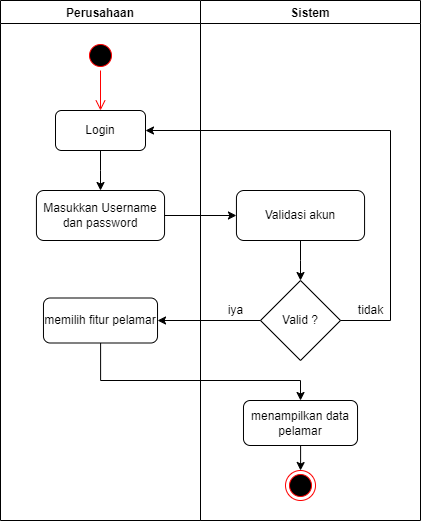 Perusahaan
Sistem
Login
Masukkan Username
dan password
Validasi akun
Valid ?
iya
tidak
memilih fitur pelamar
menampilkan data
pelamar